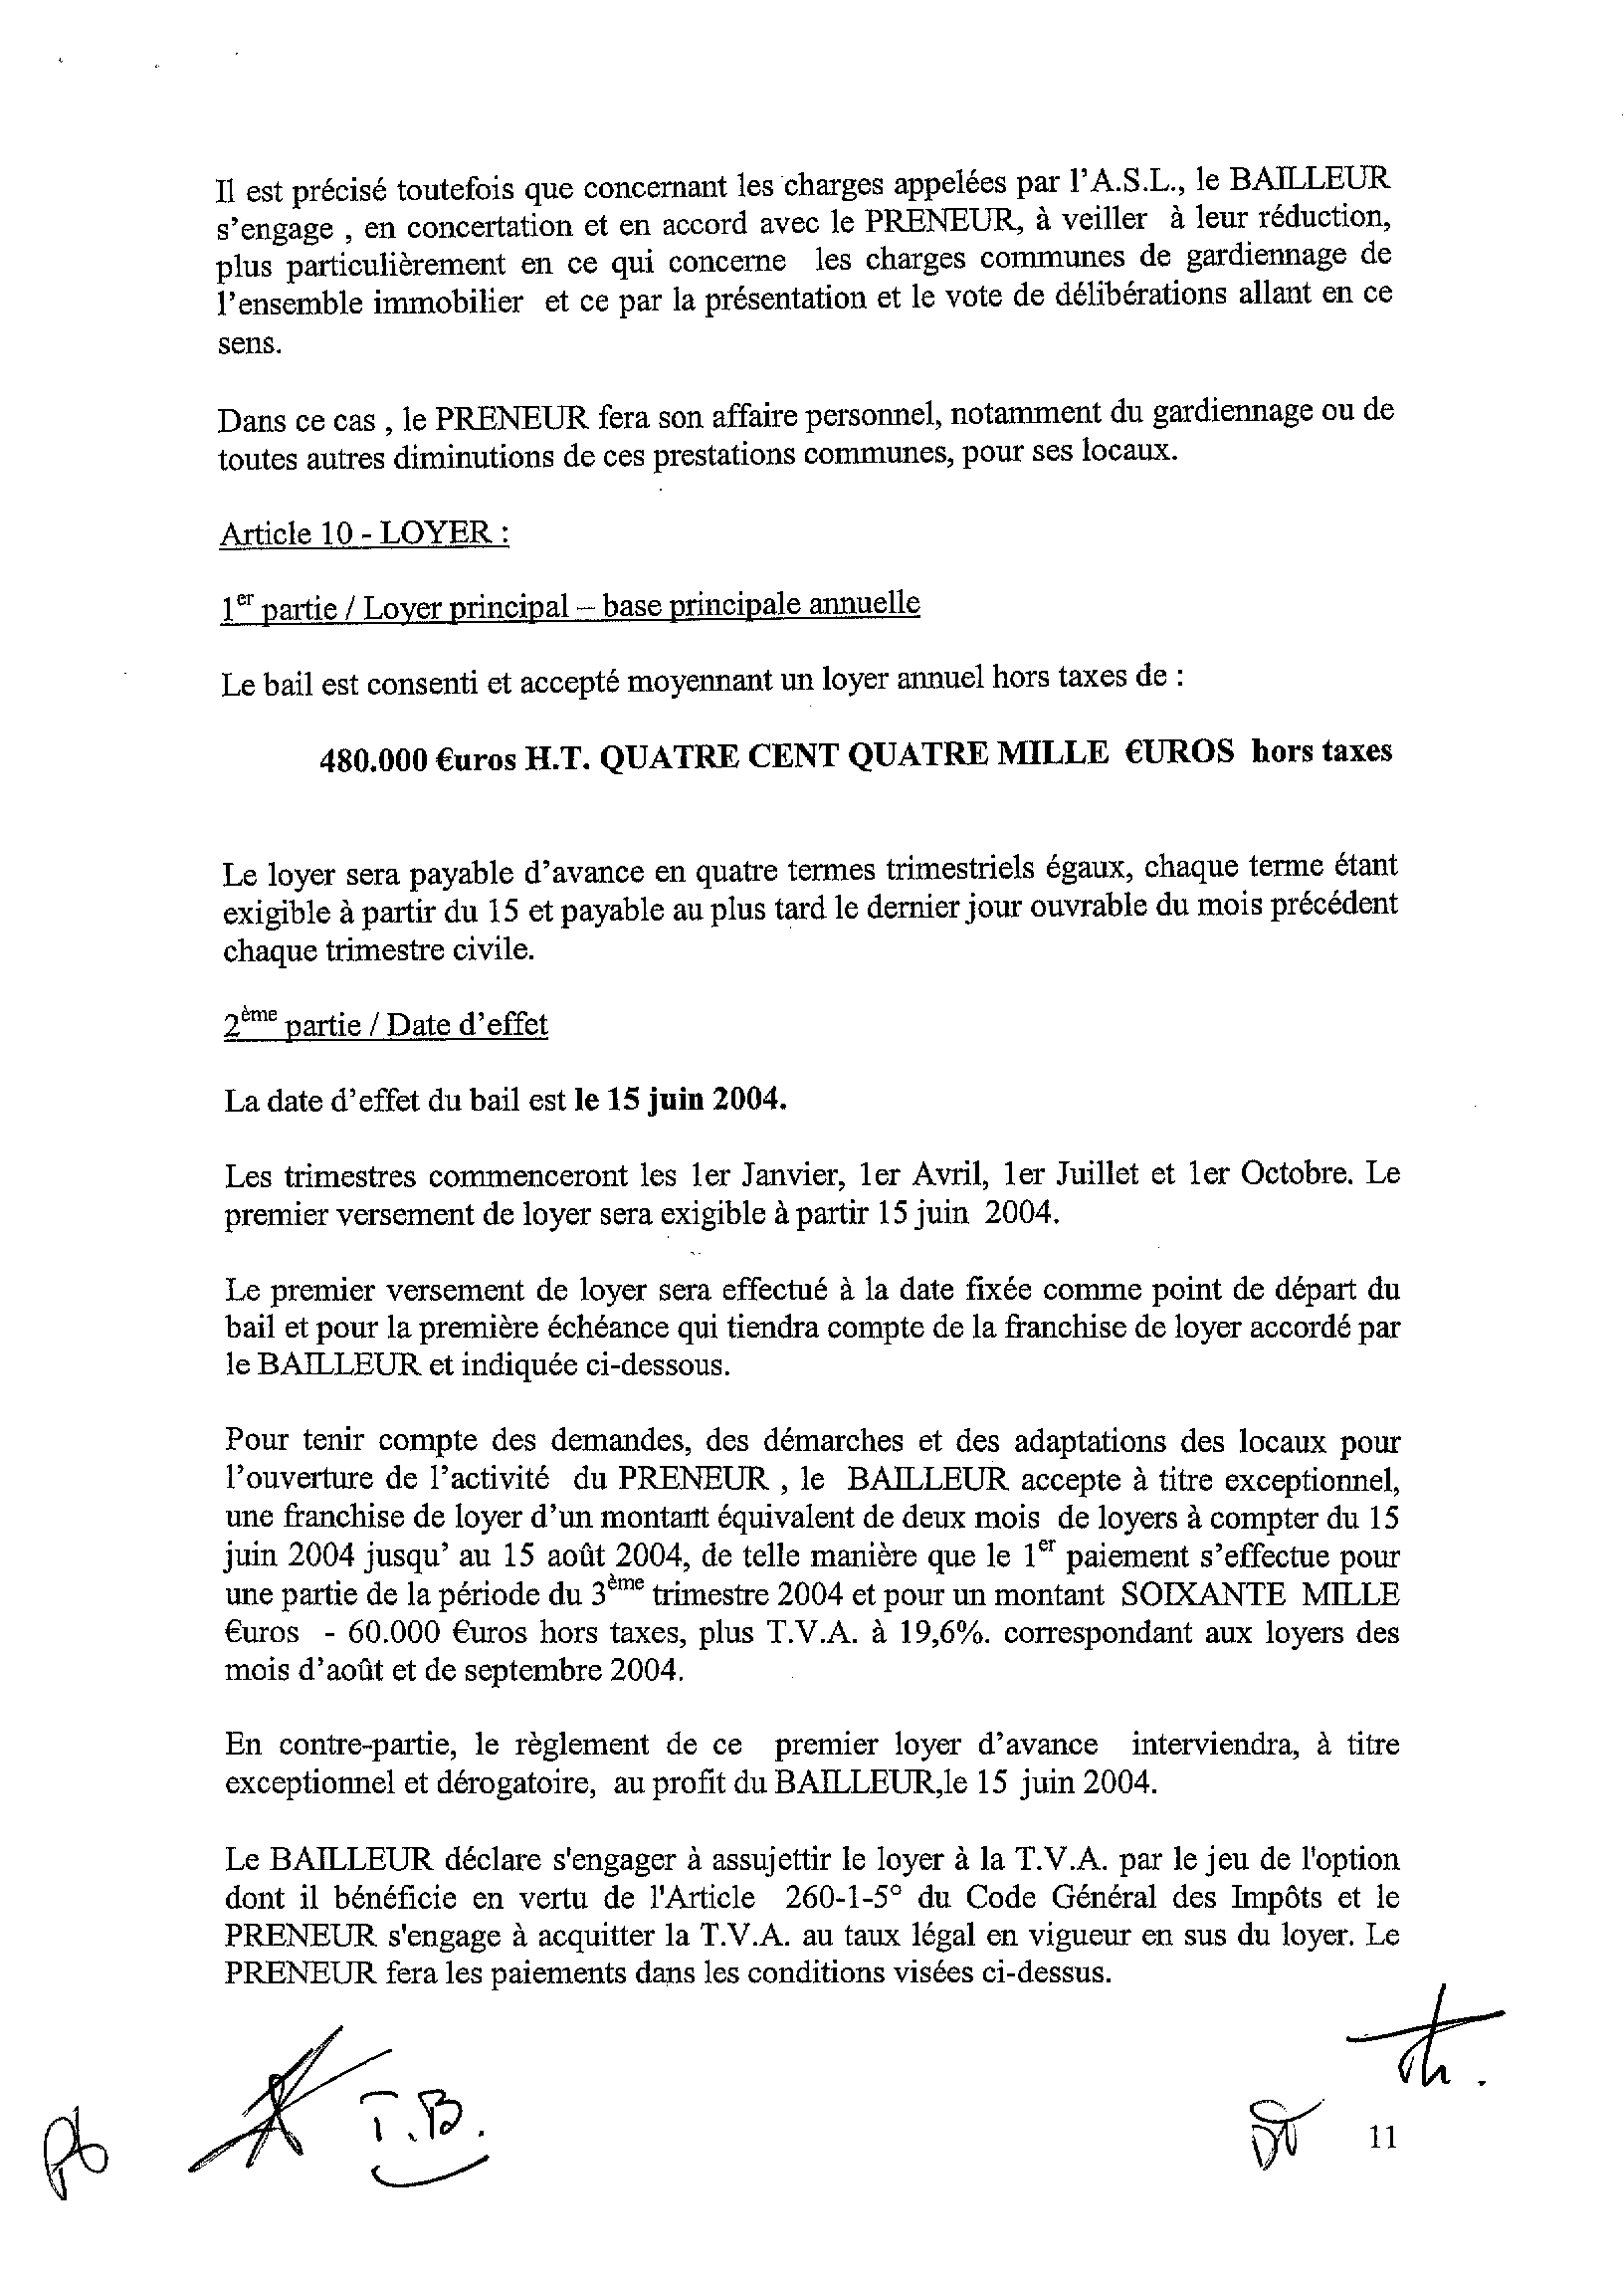 Il est précisé toutefois que concernant les charges appelées par l'A.S.L., le BAILLEUR
s'engage , en concertation et en accord avec le PRENEUR, à veiller à leur réduction,
plus particulièrement en ce qui concerne les charges communes de gardiennage de
l'ensemble immobilier et ce par la présentation et le vote de délibérations allant en ce
sens.
Dans ce cas , le PRENEUR fera son affaire personnel, notamment du gardiennage ou de
toutes autres diminutions de ces prestations communes, pour ses locaux.
Article 10 - LOYER :
1er partie / Loyer principal – base principale annuelle
Le bail est consenti et accepté moyennant un loyer annuel hors taxes de :
480.000 €uros H.T. QUATRE CENT QUATRE MILLE €UROS hors taxes
Le loyer sera payable d'avance en quatre termes trimestriels égaux, chaque terme étant
exigible à partir du 15 et payable au plus tard le dernier jour ouvrable du mois précédent
chaque trimestre civile.
2ème partie / Date d'effet
La date d'effet du bail est le 15 juin 2004.
Les trimestres commenceront les 1er Janvier, 1er Avril, 1er Juillet et 1er Octobre. Le
premier versement de loyer sera exigible à partir 15 juin 2004.
Le premier versement de loyer sera effectué à la date fixée comme point de départ du
bail et pour la première échéance qui tiendra compte de la franchise de loyer accordé par
le BAILLEUR et indiquée ci-dessous.
Pour tenir compte des demandes, des démarches et des adaptations des locaux pour
l'ouverture de l'activité du PRENEUR , le BAILLEUR accepte à titre exceptionnel,
une franchise de loyer d'un montant équivalent de deux mois de loyers à compter du 15
juin 2004 jusqu' au 15 août 2004, de telle manière que le 1er paiement s'effectue pour
une partie de la période du 3ème trimestre 2004 et pour un montant SOIXANTE MILLE
€uros - 60.000 €uros hors taxes, plus T.V.A. à 19,6%. correspondant aux loyers des
mois d'août et de septembre 2004.
En contre-partie, le règlement de ce premier loyer d'avance interviendra, à titre
exceptionnel et dérogatoire, au profit du BAILLEUR,le 15 juin 2004.
Le BAILLEUR déclare s'engager à assujettir le loyer à la T.V.A. par le jeu de l'option
dont il bénéficie en vertu de l'Article 260-1-5° du Code Général des Impôts et le
PRENEUR s'engage à acquitter la T.V.A. au taux légal en vigueur en sus du loyer. Le
PRENEUR fera les paiements dans les conditions visées ci-dessus.
T.B.
11